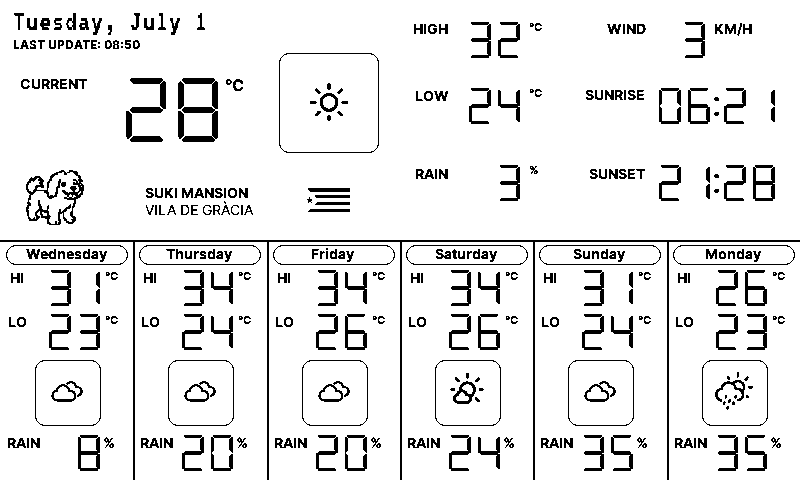 Tuesday, July 1
LAST UPDATE: 08:50
CURRENT 28 °C
HIGH 32 °C
WIND 3 KM/H
LOW 24 °C
SUNRISE 06:21
RAIN 3 %
SUNSET 21:28
SUKI MANSION
VILA DE GRÀCIA
Wednesday
HI 31 °C
LO 23 °C
RAIN 8 %
Thursday
HI 34 °C
LO 24 °C
RAIN 20 %
Friday
HI 34 °C
LO 26 °C
RAIN 20 %
Saturday
HI 34 °C
LO 26 °C
RAIN 24 %
Sunday
HI 31 °C
LO 24 °C
RAIN 35 %
Monday
HI 26 °C
LO 23 °C
RAIN 35 %